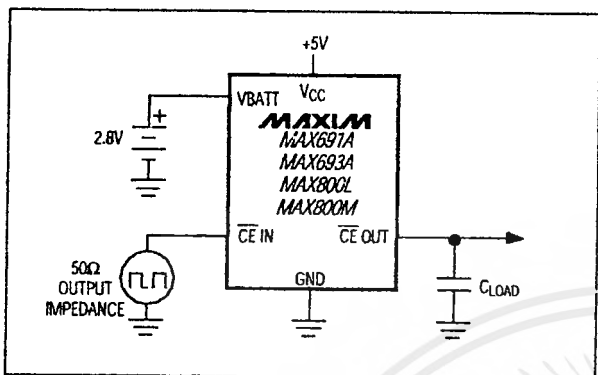 +5V
VBATT
VCC
+
2.8V
MAXIM
MAX691A
MAX693A
MAX800L
MAX800M
CE IN
CE OUT
50Ω
OUTPUT
IMPEDANCE
GND
CLOAD